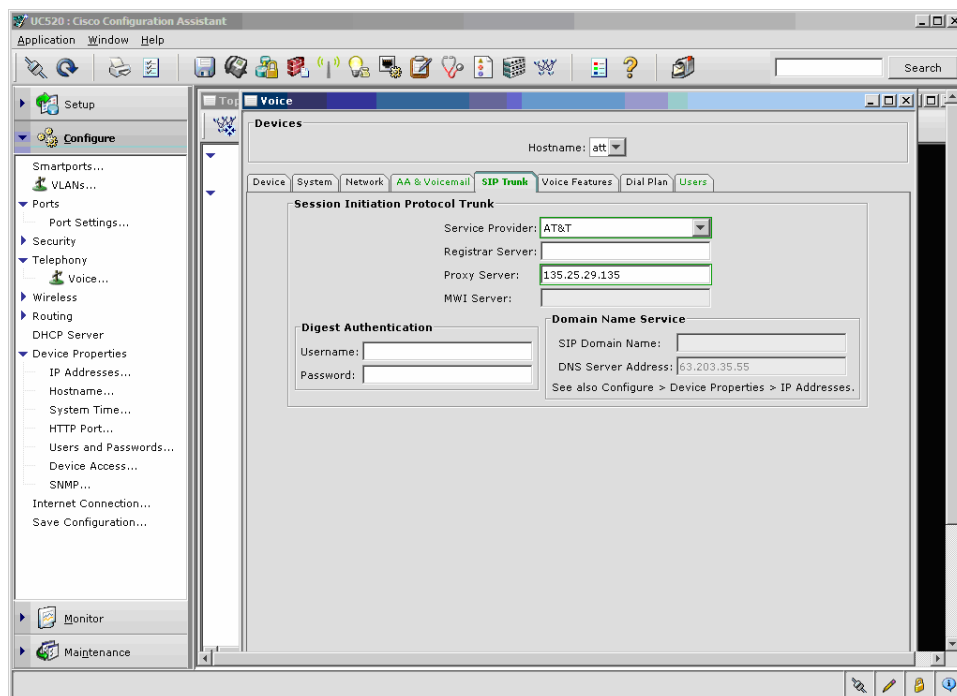 UC520 : Cisco Configuration Assistant
Application Window Help
Search
Setup
Configure
Smartports...
VLANs...
Ports
Port Settings...
Security
Telephony
Voice...
Wireless
Routing
DHCP Server
Device Properties
IP Addresses...
Hostname...
System Time...
HTTP Port...
Users and Passwords...
Device Access...
SNMP...
Internet Connection...
Save Configuration...
Monitor
Maintenance
Top
Voice
Devices
Hostname: att
Device System Network AA & Voicemail SIP Trunk Voice Features Dial Plan Users
Session Initiation Protocol Trunk
Service Provider: AT&T
Registrar Server:
Proxy Server: 135.25.29.135
MWI Server:
Digest Authentication
Username:
Password:
Domain Name Service
SIP Domain Name:
DNS Server Address: 63.203.35.55
See also Configure > Device Properties > IP Addresses.